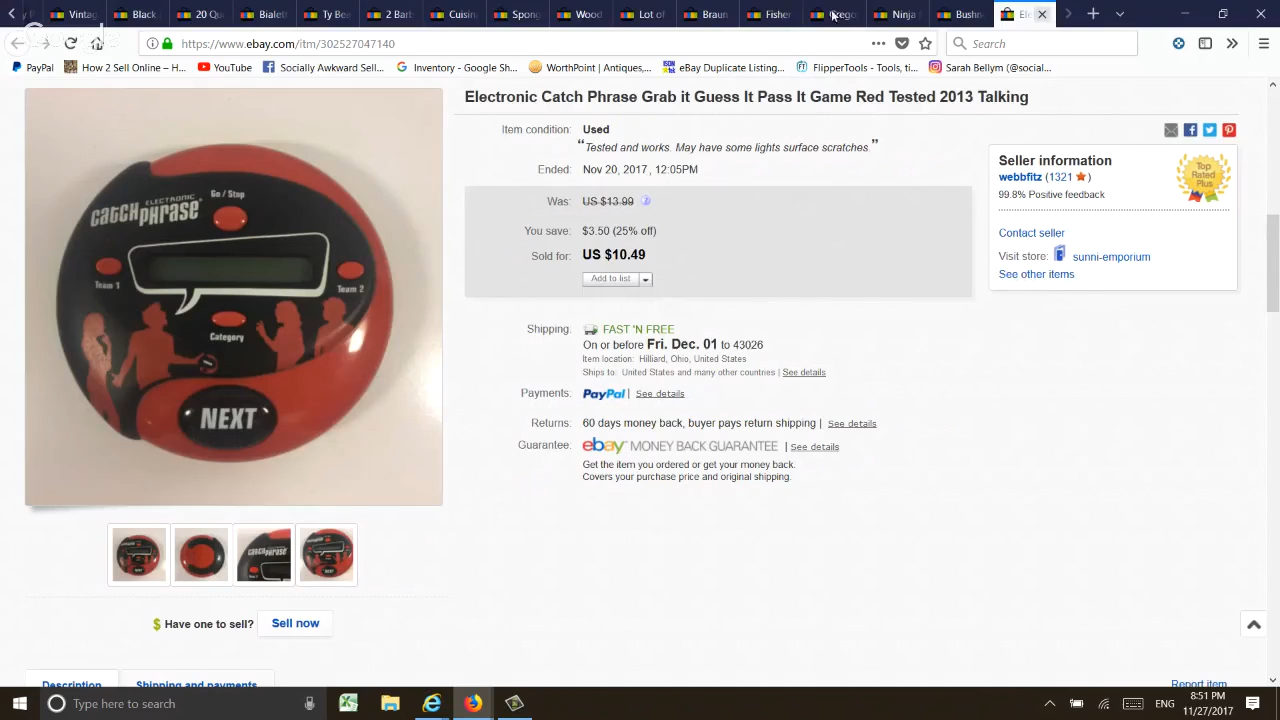 Vintag
Black
20 Qu
Bialett
Ty Bee
2 Barb
Cuisin
Spong
Wood
Lot of
Braun
Fisher
Orego
Ninja
Bushn
Ele
https://www.ebay.com/itm/302527047140
Search
PayPal
How 2 Sell Online – H...
YouTube
Socially Awkward Sell...
Inventory - Google Sh...
WorthPoint | Antiques,...
eBay Duplicate Listing...
FlipperTools - Tools, ti...
Sarah Bellym (@social...
Electronic Catch Phrase Grab it Guess It Pass It Game Red Tested 2013 Talking
Item condition: Used
“Tested and works. May have some lights surface scratches.”
Ended: Nov 20, 2017 , 12:05PM
Was: US $13.99
You save: $3.50 (25% off)
Sold for: US $10.49
Add to list
Shipping: FAST 'N FREE
On or before Fri. Dec. 01 to 43026
Item location: Hilliard, Ohio, United States
Ships to: United States and many other countries | See details
Payments: PayPal | See details
Returns: 60 days money back, buyer pays return shipping | See details
Guarantee: ebay MONEY BACK GUARANTEE | See details
Get the item you ordered or get your money back.
Covers your purchase price and original shipping.
Seller information
webbfitz (1321 )
99.8% Positive feedback
Top
Rated
Plus
Contact seller
Visit store: sunni-emporium
See other items
Go / Stop
ELECTRONIC
CATCH PHRASE
Team 1
Team 2
Category
NEXT
$ Have one to sell? Sell now
Description
Shipping and payments
Report item
Type here to search
ENG
8:51 PM
11/27/2017